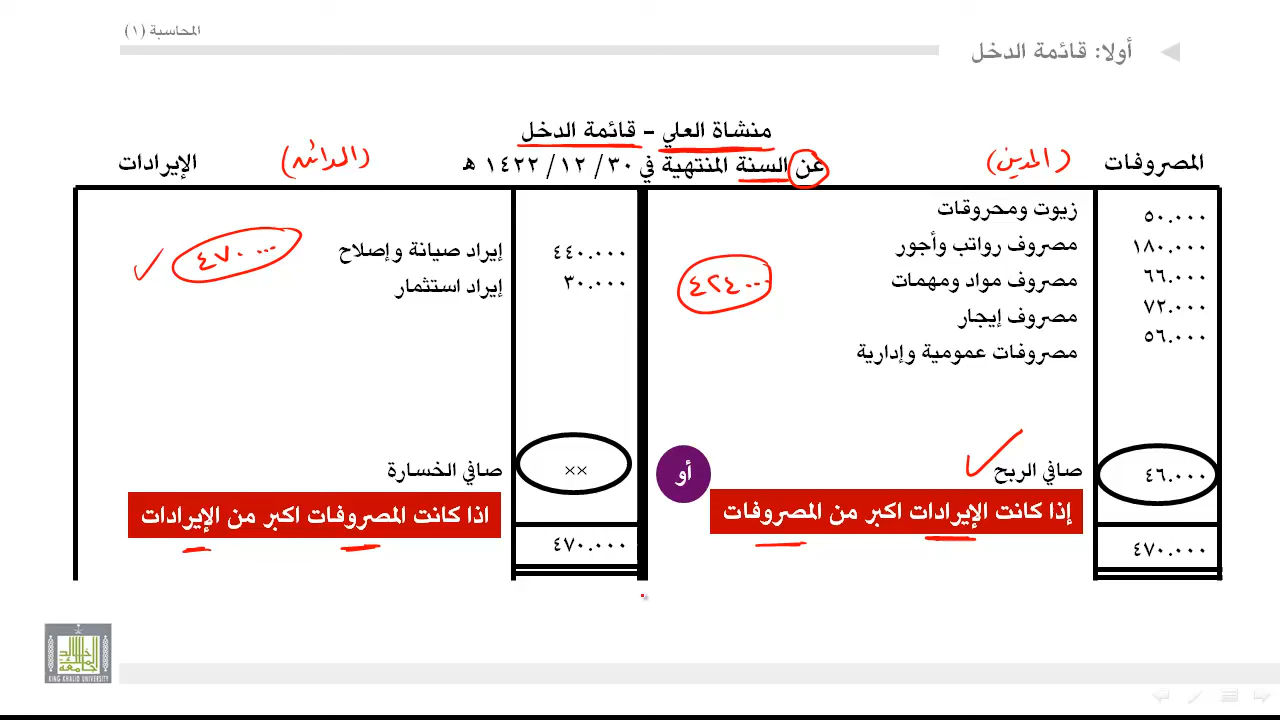 المحاسبة (١)
أولا: قائمة الدخل
منشاة العلي – قائمة الدخل
المصروفات (المدين) عن السنة المنتهية في ٣٠ / ١٢ / ١٤٢٢ هـ (الدائن) الإيرادات
٥٠.٠٠٠ زيوت ومحروقات
١٨٠.٠٠٠ مصروف رواتب وأجور ٤٤٠.٠٠٠ إيراد صيانة وإصلاح ٤٧٠...
٦٦.٠٠٠ مصروف مواد ومهمات ٤٢٤... ٣٠.٠٠٠ إيراد استثمار
٧٢.٠٠٠ مصروف إيجار
٥٦.٠٠٠ مصروفات عمومية وإدارية
٤٦.٠٠٠ صافي الربح أو ×× صافي الخسارة
إذا كانت الإيرادات اكبر من المصروفات اذا كانت المصروفات اكبر من الإيرادات
٤٧٠.٠٠٠ ٤٧٠.٠٠٠
KING KHALID UNIVERSITY